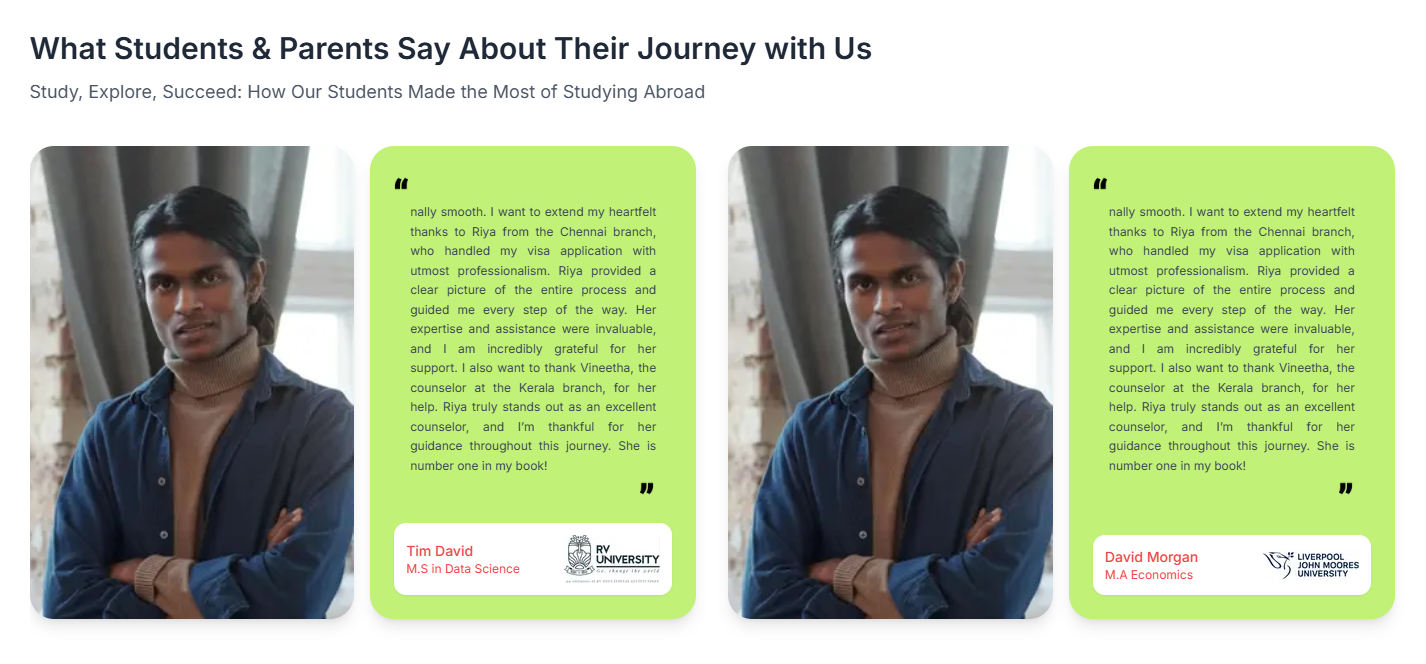 What Students & Parents Say About Their Journey with Us
Study, Explore, Succeed: How Our Students Made the Most of Studying Abroad
“
nally smooth. I want to extend my heartfelt
thanks to Riya from the Chennai branch,
who handled my visa application with
utmost professionalism. Riya provided a
clear picture of the entire process and
guided me every step of the way. Her
expertise and assistance were invaluable,
and I am incredibly grateful for her
support. I also want to thank Vineetha, the
counselor at the Kerala branch, for her
help. Riya truly stands out as an excellent
counselor, and I’m thankful for her
guidance throughout this journey. She is
number one in my book!
”
Tim David
M.S in Data Science
RV
UNIVERSITY
Go, change the world
“
nally smooth. I want to extend my heartfelt
thanks to Riya from the Chennai branch,
who handled my visa application with
utmost professionalism. Riya provided a
clear picture of the entire process and
guided me every step of the way. Her
expertise and assistance were invaluable,
and I am incredibly grateful for her
support. I also want to thank Vineetha, the
counselor at the Kerala branch, for her
help. Riya truly stands out as an excellent
counselor, and I’m thankful for her
guidance throughout this journey. She is
number one in my book!
”
David Morgan
M.A Economics
LIVERPOOL
JOHN MOORES
UNIVERSITY